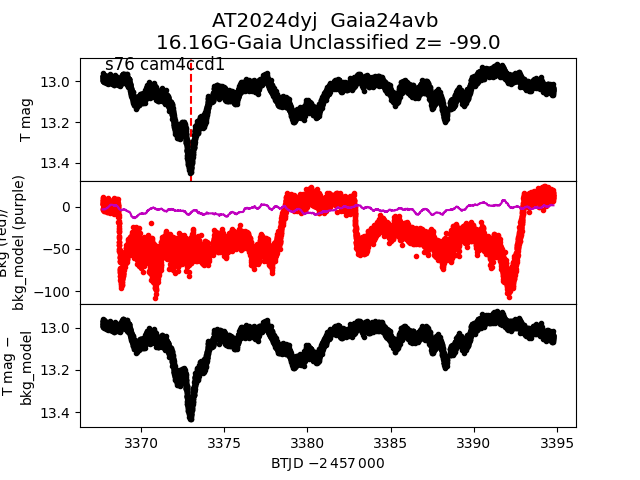 AT2024dyj  Gaia24avb
16.16G-Gaia Unclassified z= -99.0
s76 cam4ccd1
T mag
13.0
13.2
13.4
Bkg (red)/
bkg_model (purple)
0
−50
−100
T mag −
bkg_model
13.0
13.2
13.4
3370 3375 3380 3385 3390 3395
BTJD −2 457 000